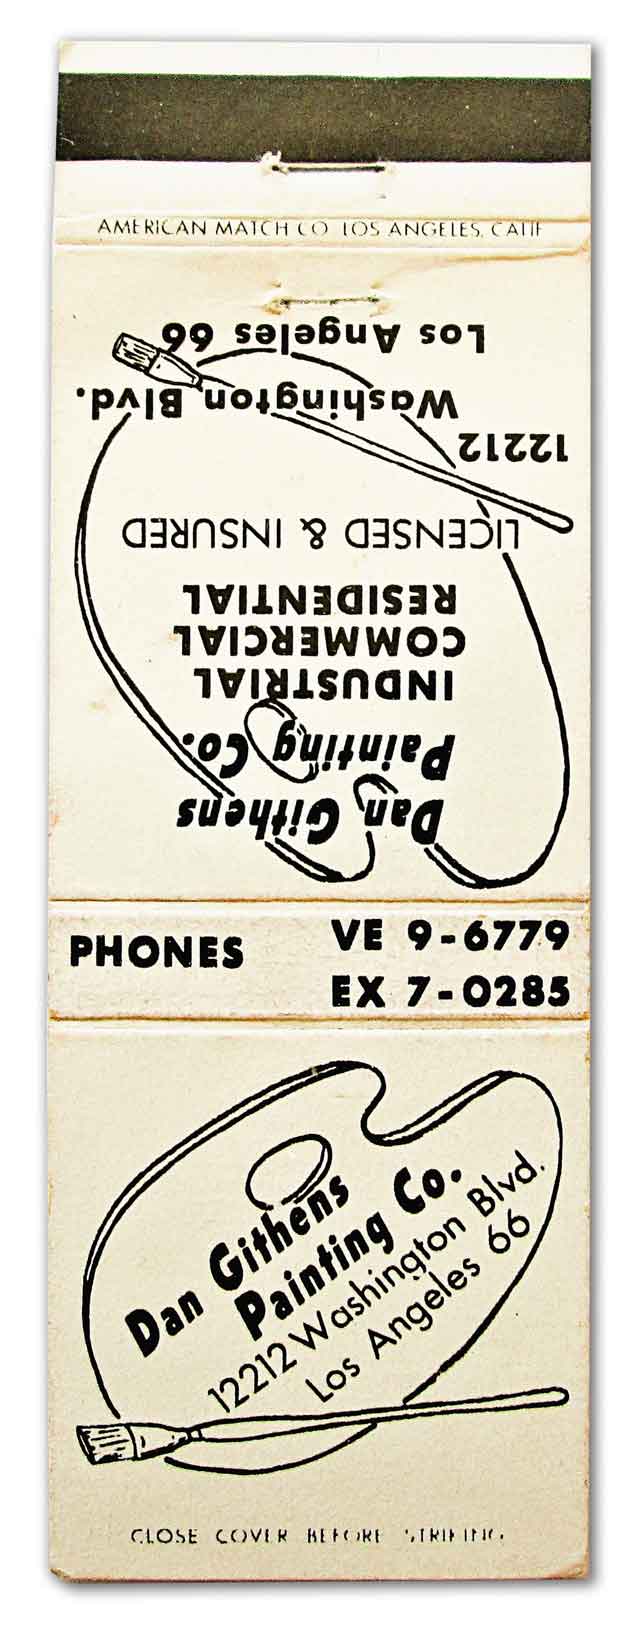 AMERICAN MATCH CO LOS ANGELES, CALIF
Dan Githens
Painting Co.
INDUSTRIAL
COMMERCIAL
RESIDENTIAL
LICENSED & INSURED
12212
Washington Blvd.
Los Angeles 66
PHONES VE 9-6779
EX 7-0285
Dan Githens
Painting Co.
12212 Washington Blvd.
Los Angeles 66
CLOSE COVER BEFORE STRIKING